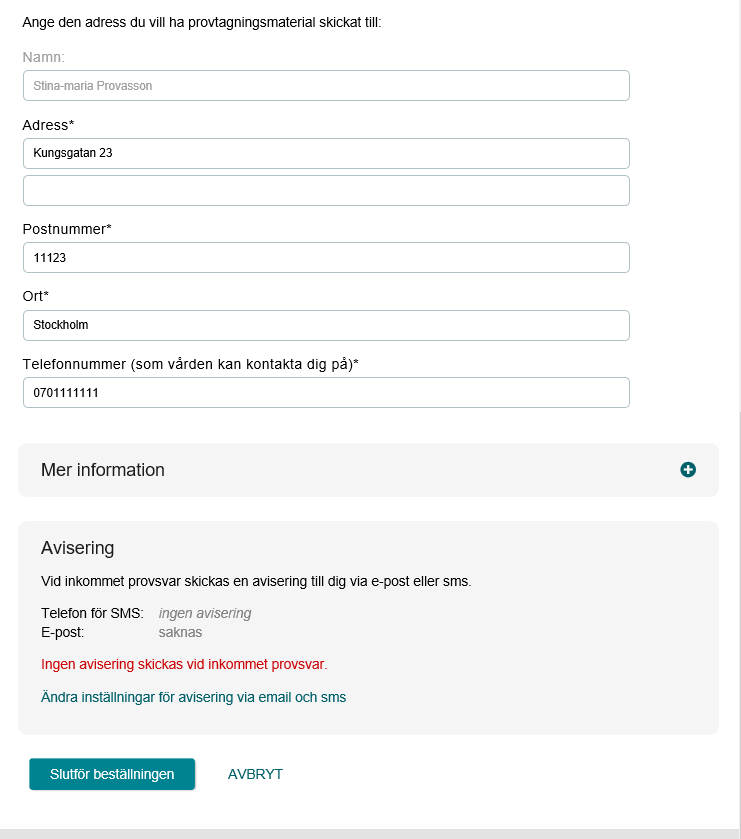 Ange den adress du vill ha provtagningsmaterial skickat till:
Namn:
Stina-maria Provasson
Adress*
Kungsgatan 23
Postnummer*
11123
Ort*
Stockholm
Telefonnummer (som vården kan kontakta dig på)*
0701111111
Mer information
Avisering
Vid inkommet provsvar skickas en avisering till dig via e-post eller sms.
Telefon för SMS: ingen avisering
E-post: saknas
Ingen avisering skickas vid inkommet provsvar.
Ändra inställningar för avisering via email och sms
Slutför beställningen AVBRYT